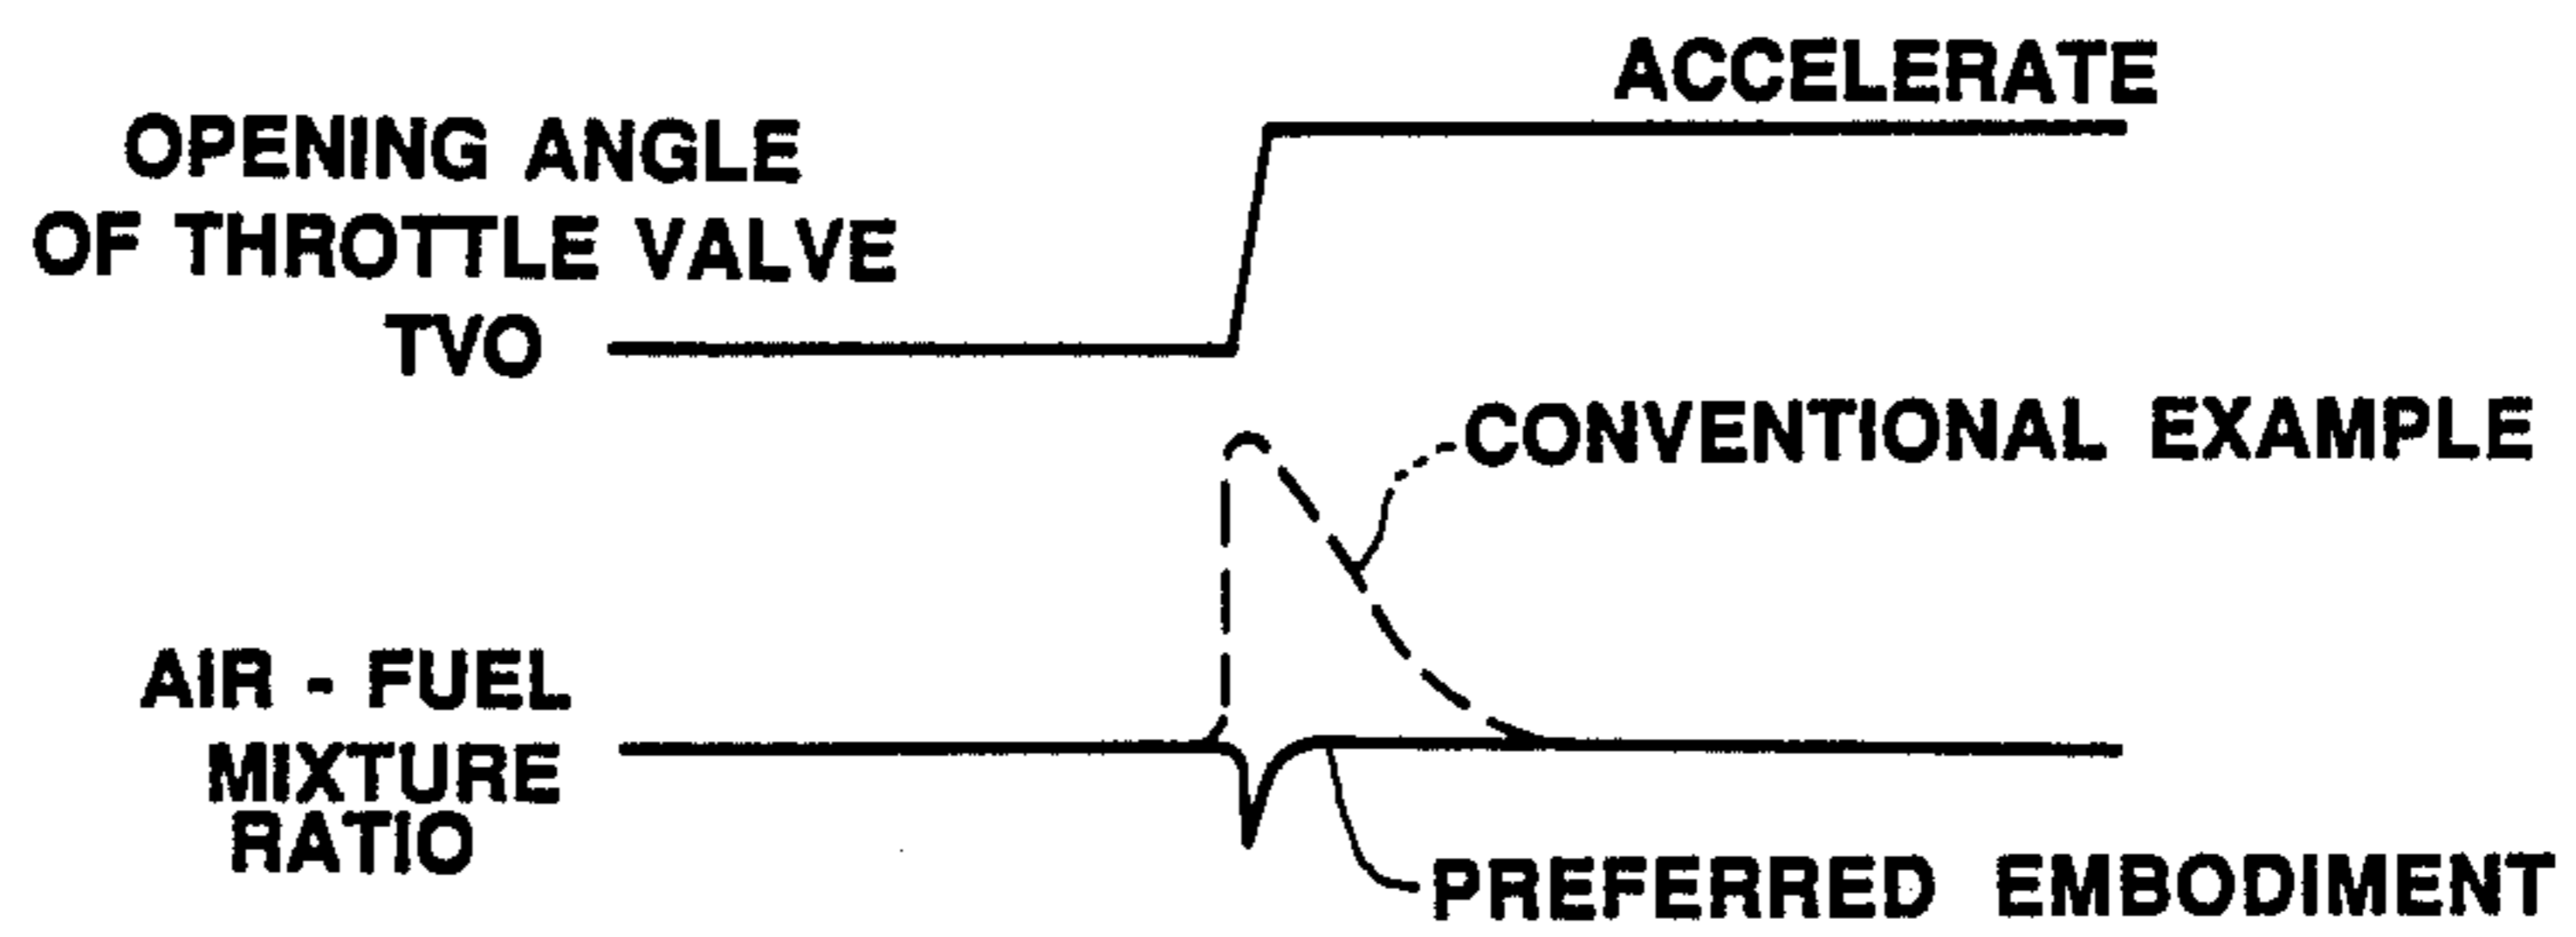 ACCELERATE
OPENING ANGLE
OF THROTTLE VALVE
TVO
CONVENTIONAL EXAMPLE
AIR - FUEL
MIXTURE
RATIO
PREFERRED EMBODIMENT